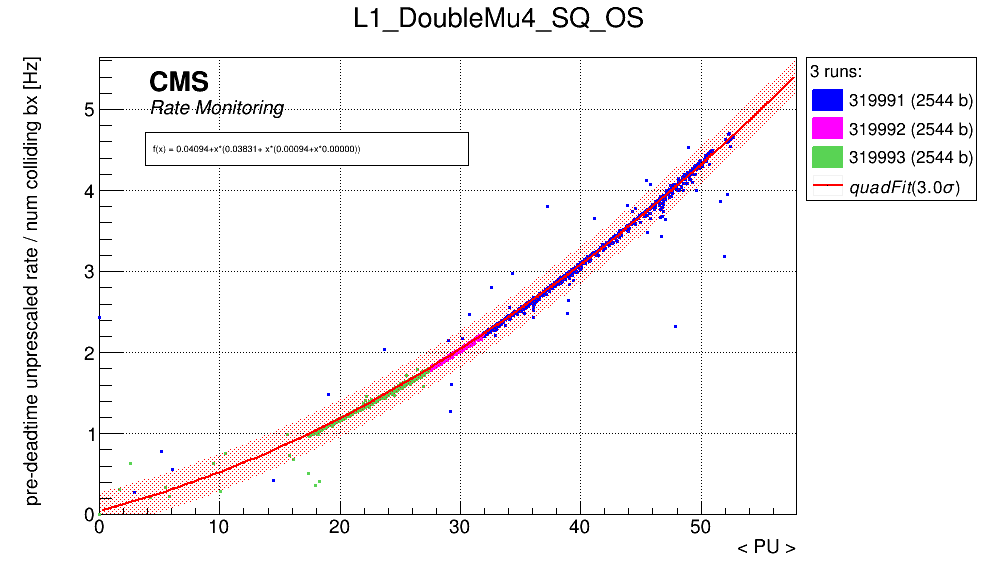 L1_DoubleMu4_SQ_OS
pre-deadtime unprescaled rate / num colliding bx [Hz]
CMS
Rate Monitoring
f(x) = 0.04094+x*(0.03831+ x*(0.00094+x*0.00000))
5
4
3
2
1
0
0 10 20 30 40 50
< PU >
3 runs:
319991 (2544 b)
319992 (2544 b)
319993 (2544 b)
quadFit(3.0σ)